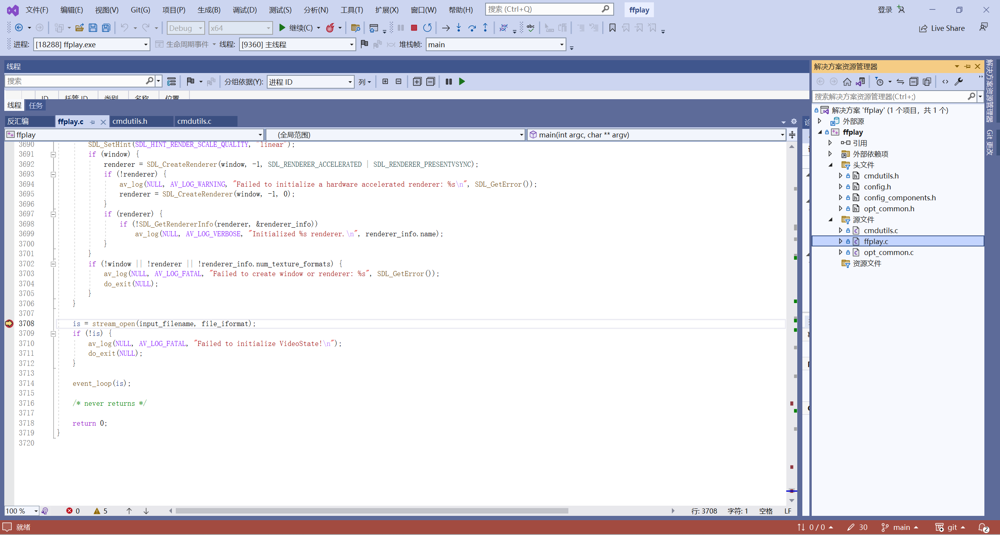 文件(F) 编辑(E) 视图(V) Git(G) 项目(P) 生成(B) 调试(D) 测试(S) 分析(N) 工具(T) 扩展(X) 窗口(W) 帮助(H) 搜索 (Ctrl+Q) ffplay 登录
Debug x64 继续(C) Live Share
进程: [18288] ffplay.exe 生命周期事件 线程: [9360] 主线程 堆栈帧: main
线程
搜索 分组依据(Y): 进程 ID 列
ID 托管 ID 类别 名称 位置
线程 任务
反汇编 ffplay.c cmdutils.h cmdutils.c
ffplay (全局范围) main(int argc, char ** argv)
3690 SDL_SetHint(SDL_HINT_RENDER_SCALE_QUALITY, "linear");
3691 if (window) {
3692 renderer = SDL_CreateRenderer(window, -1, SDL_RENDERER_ACCELERATED | SDL_RENDERER_PRESENTVSYNC);
3693 if (!renderer) {
3694 av_log(NULL, AV_LOG_WARNING, "Failed to initialize a hardware accelerated renderer: %s\n", SDL_GetError());
3695 renderer = SDL_CreateRenderer(window, -1, 0);
3696 }
3697 if (renderer) {
3698 if (!SDL_GetRendererInfo(renderer, &renderer_info))
3699 av_log(NULL, AV_LOG_VERBOSE, "Initialized %s renderer.\n", renderer_info.name);
3700 }
3701 }
3702 if (!window || !renderer || !renderer_info.num_texture_formats) {
3703 av_log(NULL, AV_LOG_FATAL, "Failed to create window or renderer: %s", SDL_GetError());
3704 do_exit(NULL);
3705 }
3706 }
3707
3708 is = stream_open(input_filename, file_iformat);
3709 if (!is) {
3710 av_log(NULL, AV_LOG_FATAL, "Failed to initialize VideoState!\n");
3711 do_exit(NULL);
3712 }
3713
3714 event_loop(is);
3715
3716 /* never returns */
3717
3718 return 0;
3719 }
3720
100 % 0 5 行: 3708 字符: 1 空格 LF
解决方案资源管理器
搜索解决方案资源管理器(Ctrl+;)
解决方案 'ffplay' (1 个项目，共 1 个)
外部源
ffplay
引用
外部依赖项
头文件
cmdutils.h
config.h
config_components.h
opt_common.h
源文件
cmdutils.c
ffplay.c
opt_common.c
资源文件
解决方案资源管理器
Git 更改
就绪 0 / 0 30 main git 2